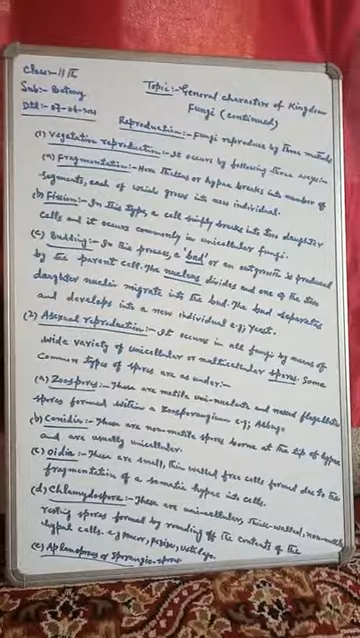 Class:- 11th
Sub:- Botany
Dtd:- 07-06-201
Topic:- General characters of Kingdom
Fungi (continued)
Reproduction:- Fungi reproduce by three methods
(1) Vegetative reproduction:- It occurs by following three ways:-
(a) Fragmentation:- Here thallus or hypha breaks into number of
segments, each of which grows into new individual.
(b) Fission:- In this type, a cell simply breaks into two daughter
cells and it occurs commonly in unicellular fungi.
(c) Budding:- In this process, a 'bud' or an outgrowth is produced
by the parent cell. The nucleus divides and one of the two
daughter nuclei migrate into the bud. The bud separates
and develops into a new individual e.g; yeast.
(2) Asexual reproduction:- It occurs in all fungi by means of
wide variety of unicellular or multicellular spores. Some
common types of spores are as under:-
(a) Zoospores:- These are motile uni-nucleate and naked flagellate
spores formed within a zoosporangium e.g; Albugo
(b) Conidia:- These are non-motile spores borne at the tip of hypha
and are usually unicellular.
(c) Oidia:- These are small, thin walled free cells formed due to the
fragmentation of a somatic hypha into cells.
(d) Chlamydospore:- These are unicellular, thick-walled, non-motile
resting spores formed by rounding off the contents of the
hyphal cells. e.g
(e) Aplanospores or sporangio-spore